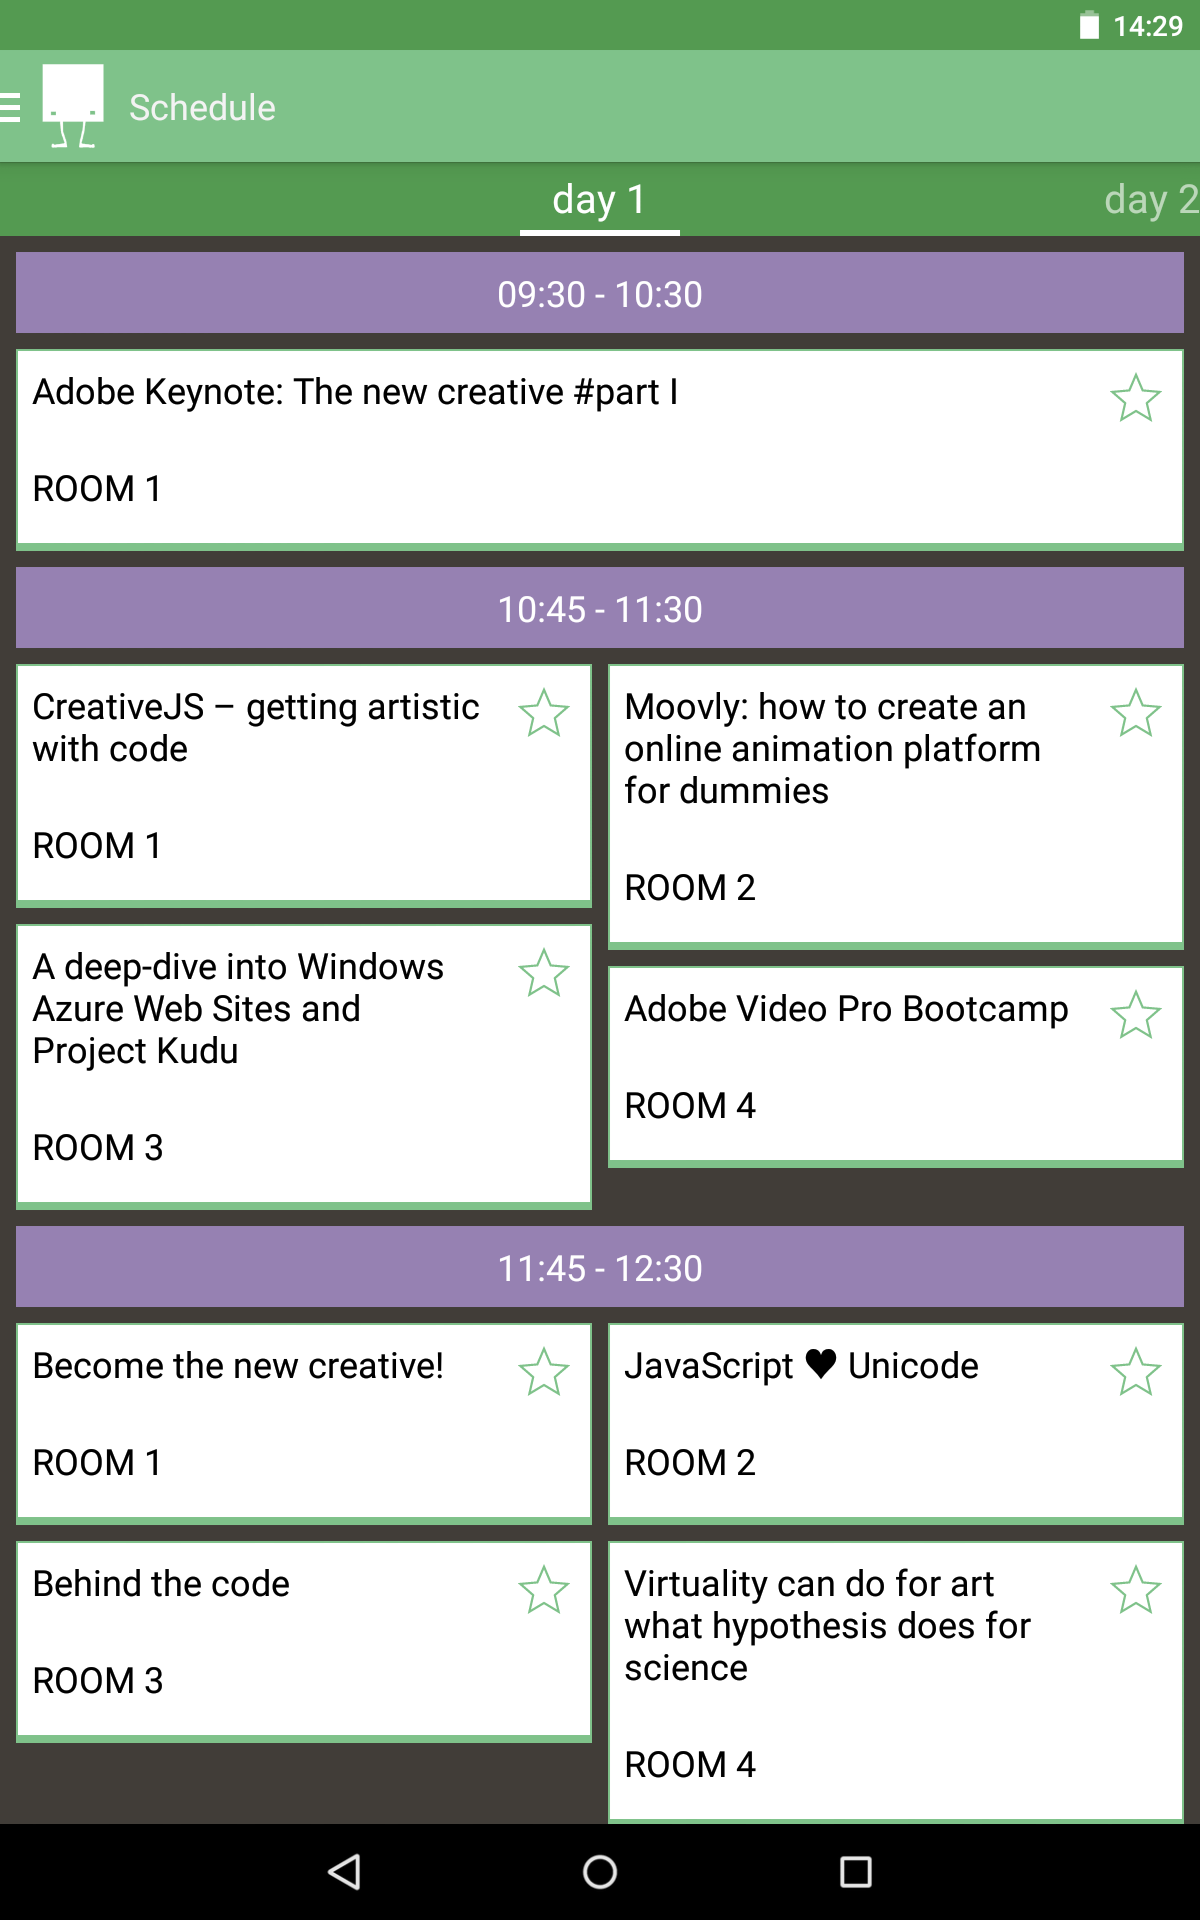 14:29
Schedule
day 1
day 2
09:30 - 10:30
Adobe Keynote: The new creative #part I
ROOM 1
10:45 - 11:30
CreativeJS – getting artistic
with code
ROOM 1
Moovly: how to create an
online animation platform
for dummies
ROOM 2
A deep-dive into Windows
Azure Web Sites and
Project Kudu
ROOM 3
Adobe Video Pro Bootcamp
ROOM 4
11:45 - 12:30
Become the new creative!
ROOM 1
JavaScript ♥ Unicode
ROOM 2
Behind the code
ROOM 3
Virtuality can do for art
what hypothesis does for
science
ROOM 4